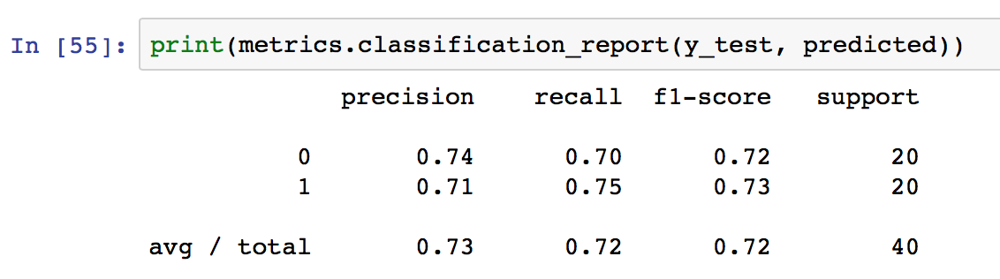 In [55]: print(metrics.classification_report(y_test, predicted))
precision recall f1-score support
0 0.74 0.70 0.72 20
1 0.71 0.75 0.73 20
avg / total 0.73 0.72 0.72 40